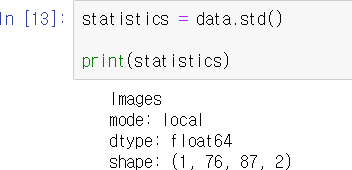 In [13]:
statistics = data.std()
print(statistics)
Images
mode: local
dtype: float64
shape: (1, 76, 87, 2)